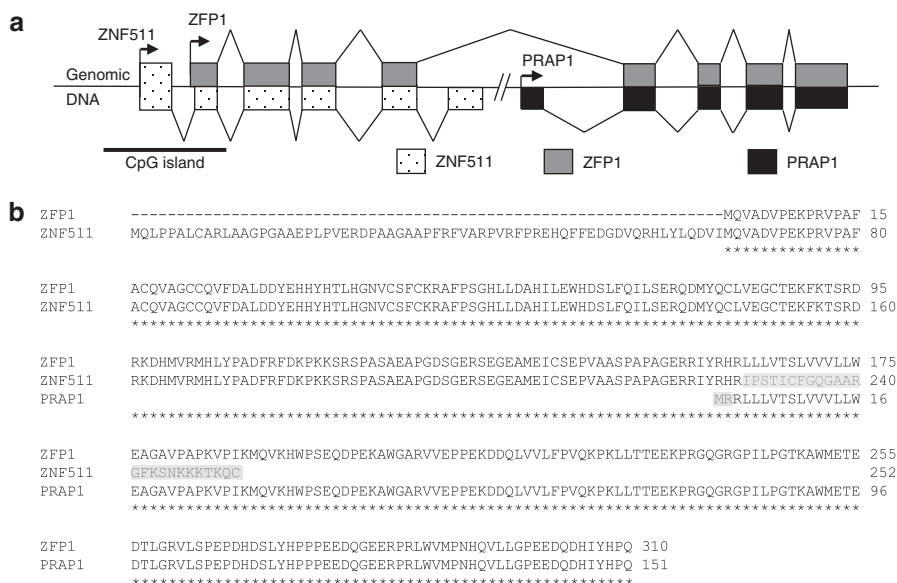 a
ZNF511
ZFP1
PRAP1
Genomic
DNA
CpG island
ZNF511
ZFP1
PRAP1
b
ZFP1 -----------------------------------------------------------------MQVADVPEKPRVPAF 15
ZNF511 MQLPPALCARLAAGPGAAEPLPVERDPAAGAAPFRFVARPVRFPREHQFFEDGDVQRHLYLQDVIMQVADVPEKPRVPAF 80
***************
ZFP1 ACQVAGCCQVFDALDDYEHHYHTLHGNVCSFCKRAFPSGHLLDAHILEWHDSLFQILSERQDMYQCLVEGCTEKFKTSRD 95
ZNF511 ACQVAGCCQVFDALDDYEHHYHTLHGNVCSFCKRAFPSGHLLDAHILEWHDSLFQILSERQDMYQCLVEGCTEKFKTSRD 160
********************************************************************************
ZFP1 RKDHMVRMHLYPADFRFDKPKKSRSPASAEAPGDSGERSEGEAMEICSEPVAASPAPAGERRIYRHRLLLVTSLVVVLLW 175
ZNF511 RKDHMVRMHLYPADFRFDKPKKSRSPASAEAPGDSGERSEGEAMEICSEPVAASPAPAGERRIYRHRIPSTICFGQGAAR 240
PRAP1 MRRLLLVTSLVVVLLW 16
********************************************************************************
ZFP1 EAGAVPAPKVPIKMQVKHWPSEQDPEKAWGARVVEPPEKDDQLVVLFPVQKPKLLTTEEKPRGQGRGPILPGTKAWMETE 255
ZNF511 GFKSNKKKTKQC 252
PRAP1 EAGAVPAPKVPIKMQVKHWPSEQDPEKAWGARVVEPPEKDDQLVVLFPVQKPKLLTTEEKPRGQGRGPILPGTKAWMETE 96
********************************************************************************
ZFP1 DTLGRVLSPEPDHDSLYHPPPEEDQGEERPRLWVMPNHQVLLGPEEDQDHIYHPQ 310
PRAP1 DTLGRVLSPEPDHDSLYHPPPEEDQGEERPRLWVMPNHQVLLGPEEDQDHIYHPQ 151
*******************************************************